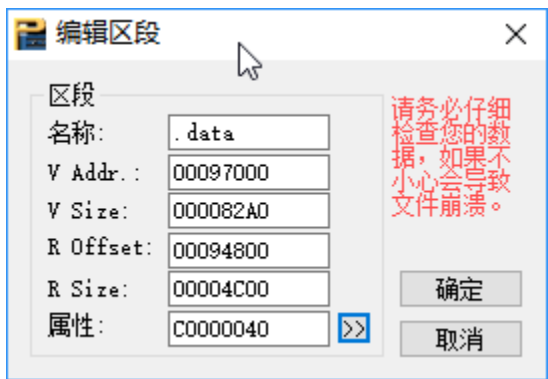 编辑区段
区段
名称: .data
V Addr.: 00097000
V Size: 000082A0
R Offset: 00094800
R Size: 00004C00
属性: C0000040 >>
请务必仔细
检查您的数
据，如果不
小心会导致
文件崩溃。
确定
取消